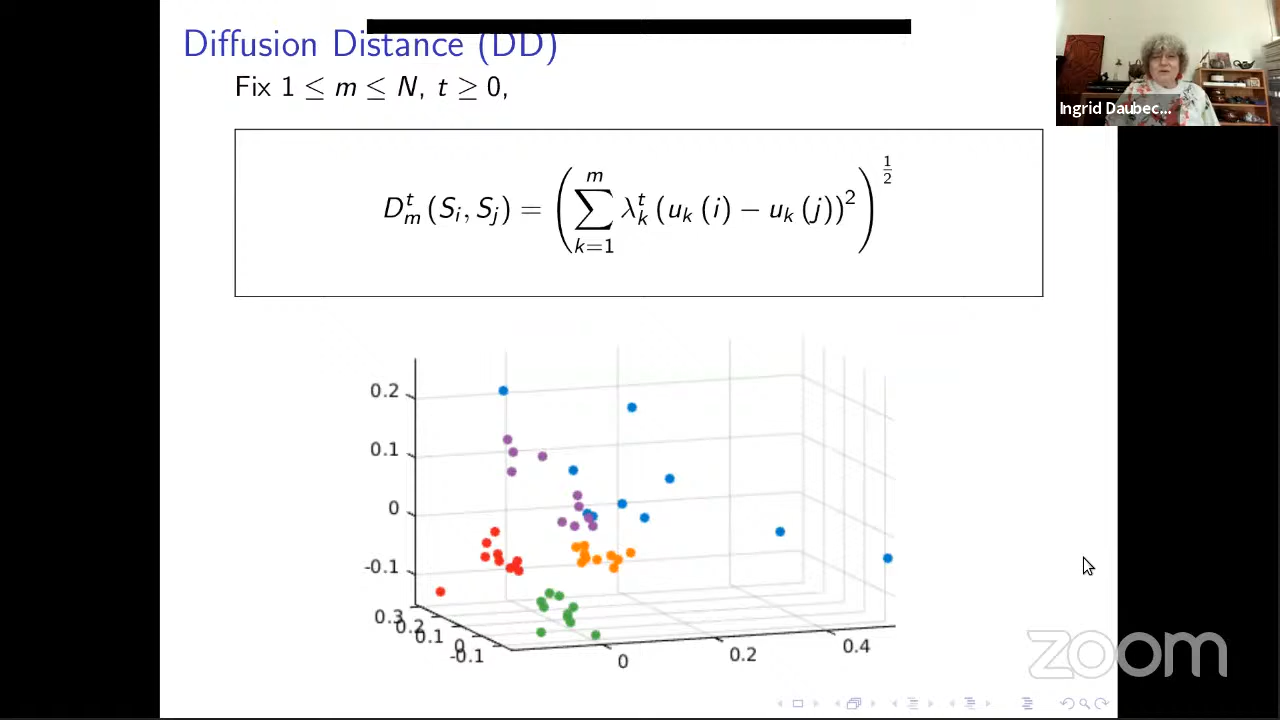 Diffusion Distance (DD)
Fix 1 ≤ m ≤ N, t ≥ 0,
Ingrid Daubec...
D_m^t (S_i, S_j) = ( ∑_{k=1}^{m} λ_k^t (u_k (i) − u_k (j))^2 )^{1/2}
0.2
0.1
0
-0.1
0.3
0.2
0.1
0
-0.1
0
0.2
0.4
zoom